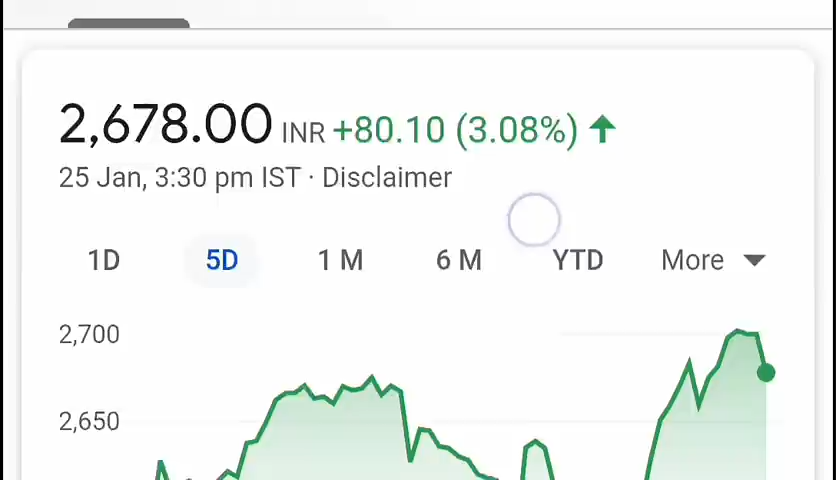 2,678.00 INR +80.10 (3.08%)
25 Jan, 3:30 pm IST · Disclaimer
1D 5D 1 M 6 M YTD More
2,700
2,650